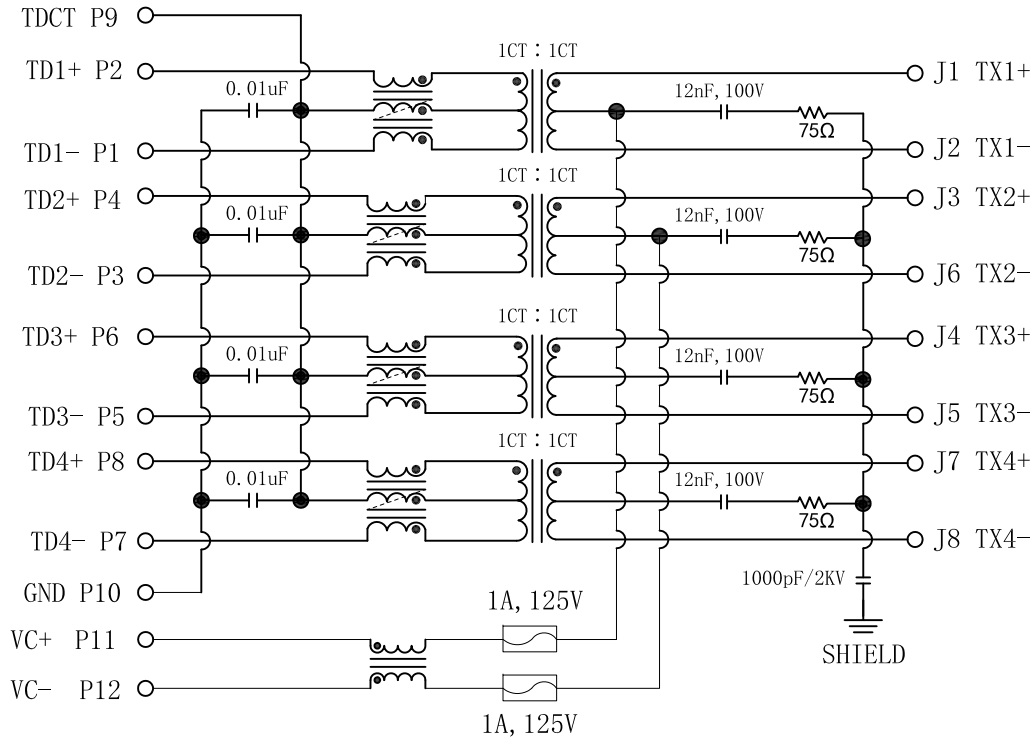 TDCT P9
1CT：1CT
TD1+ P2
J1 TX1+
0.01uF
12nF,100V
75Ω
TD1- P1
J2 TX1-
1CT：1CT
TD2+ P4
J3 TX2+
0.01uF
12nF,100V
75Ω
TD2- P3
J6 TX2-
1CT：1CT
TD3+ P6
J4 TX3+
0.01uF
12nF,100V
75Ω
TD3- P5
J5 TX3-
1CT：1CT
TD4+ P8
J7 TX4+
0.01uF
12nF,100V
75Ω
TD4- P7
J8 TX4-
1000pF/2KV
GND P10
1A,125V
VC+ P11
SHIELD
VC- P12
1A,125V